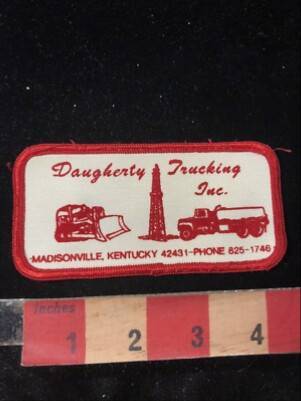 Daugherty Trucking
Inc.
MADISONVILLE, KENTUCKY 42431-PHONE 825-1746
Inches
1 2 3 4